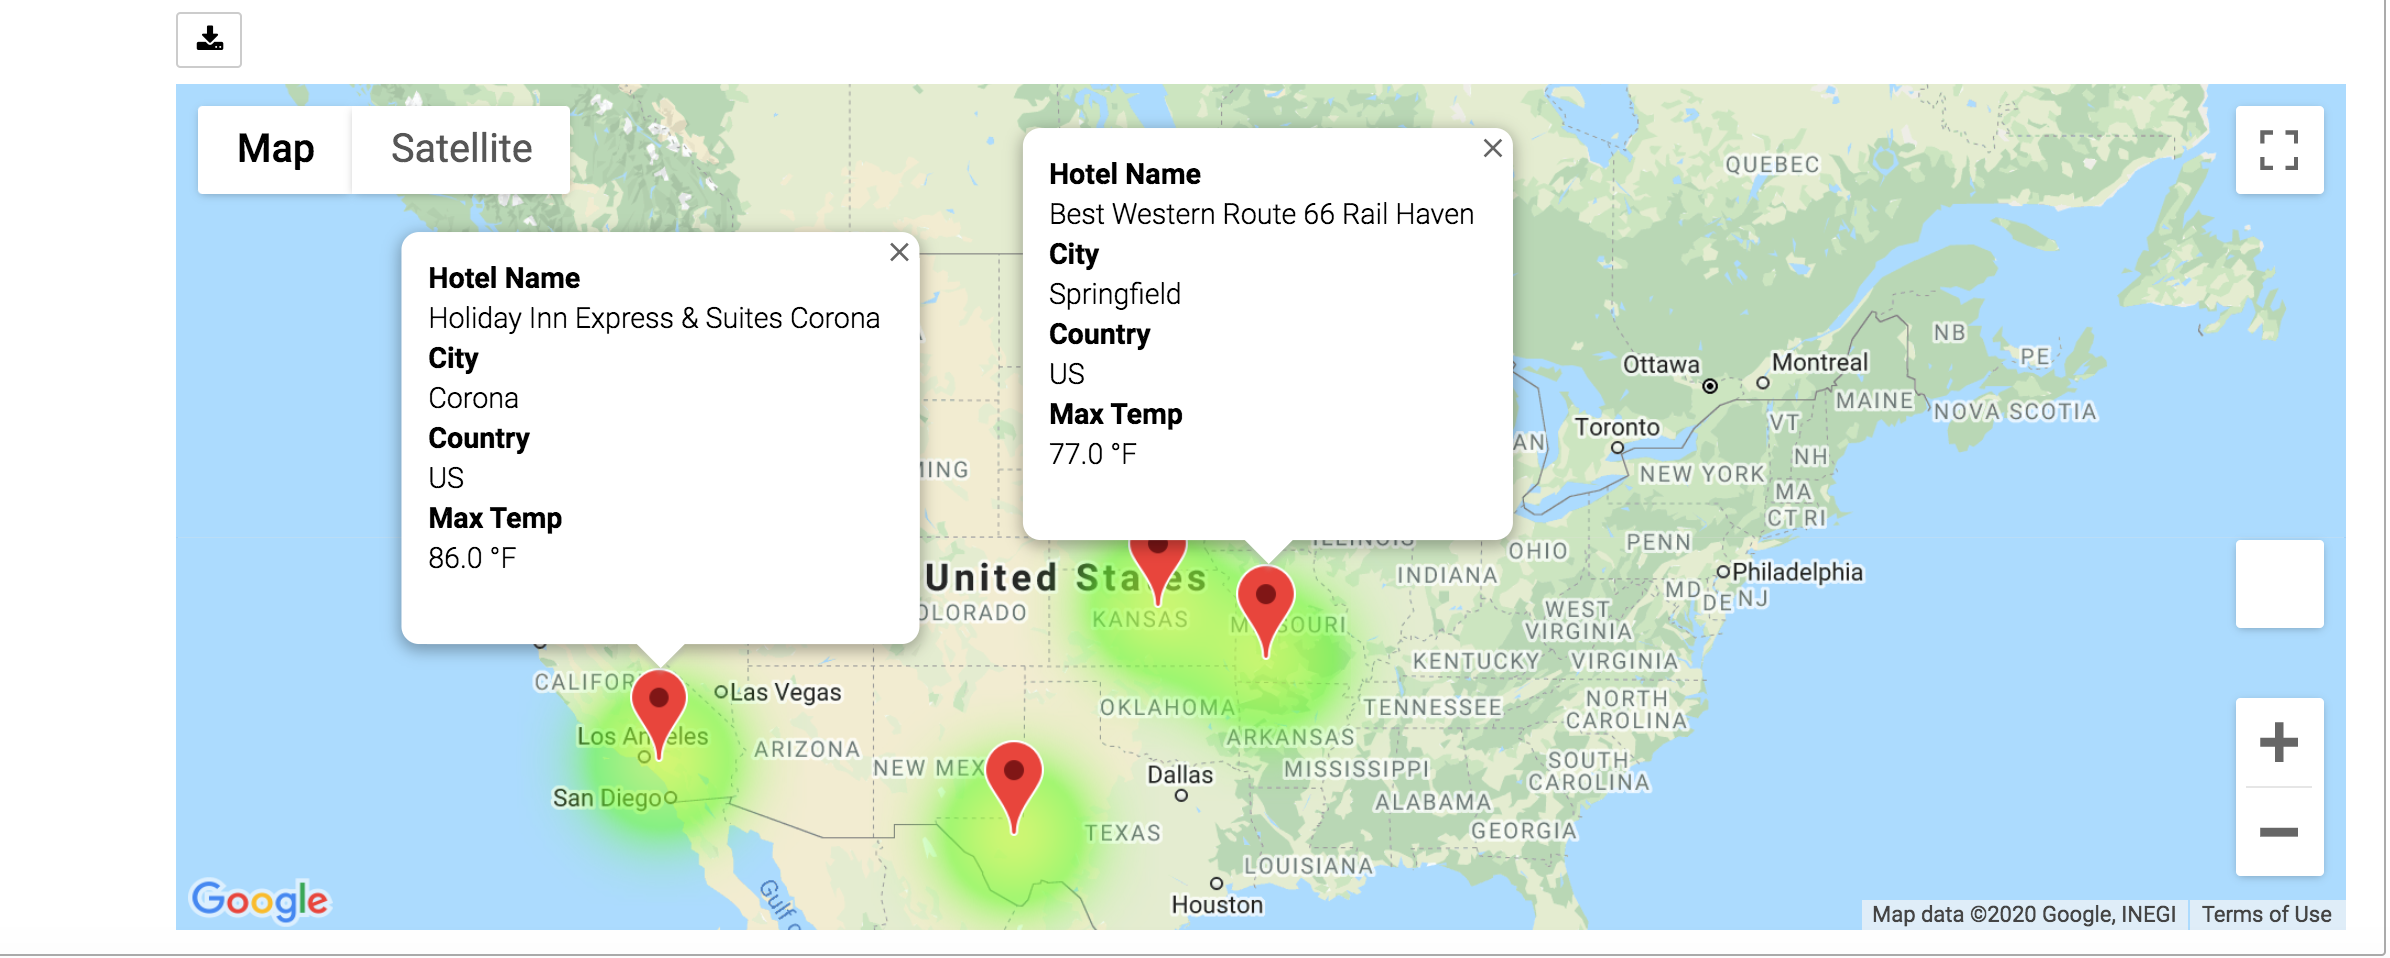 Map
Satellite
Hotel Name
Holiday Inn Express & Suites Corona
City
Corona
Country
US
Max Temp
86.0 °F
Hotel Name
Best Western Route 66 Rail Haven
City
Springfield
Country
US
Max Temp
77.0 °F
QUEBEC
NB
PE
Ottawa
Montreal
MAINE
NOVA SCOTIA
VT
Toronto
NH
NEW YORK
MA
CT RI
PENN
OHIO
ILLINOIS
INDIANA
Philadelphia
MD
DE
NJ
WEST
VIRGINIA
United States
KANSAS
KENTUCKY
VIRGINIA
CALIFOR
Las Vegas
NORTH
CAROLINA
OKLAHOMA
TENNESSEE
Los Angeles
ARIZONA
NEW MEX
ARKANSAS
SOUTH
CAROLINA
MISSISSIPPI
Dallas
San Diego
ALABAMA
TEXAS
GEORGIA
LOUISIANA
Houston
Gulf
Google
Map data ©2020 Google, INEGI
Terms of Use